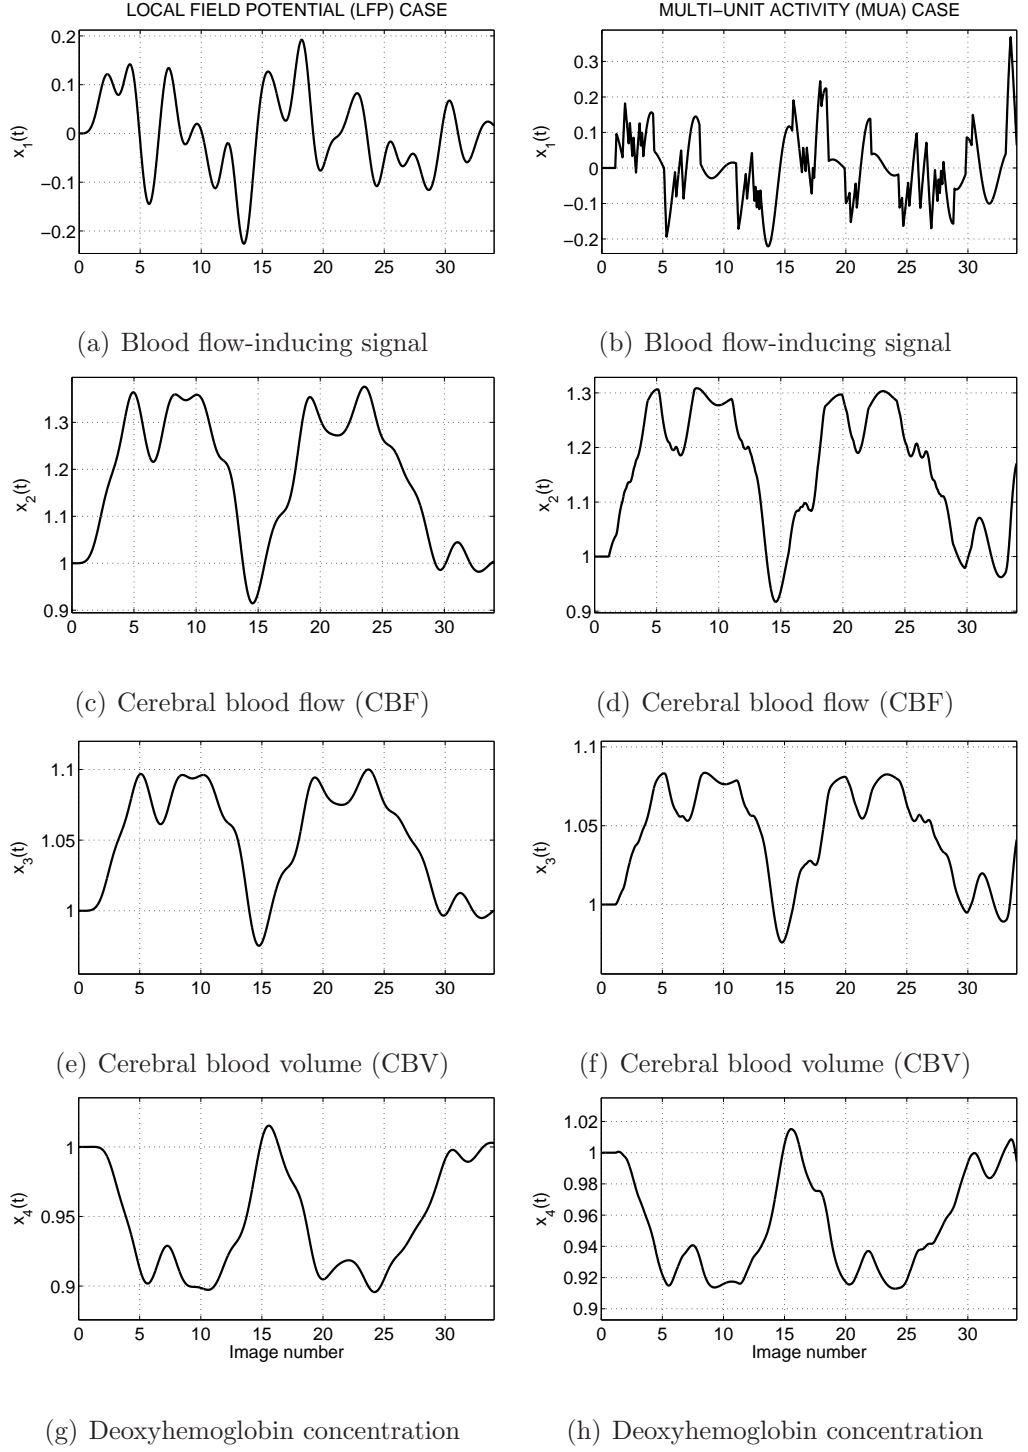 LOCAL FIELD POTENTIAL (LFP) CASE
MULTI−UNIT ACTIVITY (MUA) CASE
0.2
0.1
0
−0.1
−0.2
x1(t)
0 5 10 15 20 25 30
0.3
0.2
0.1
0
−0.1
−0.2
x1(t)
0 5 10 15 20 25 30
(a) Blood flow-inducing signal
(b) Blood flow-inducing signal
1.3
1.2
1.1
1
0.9
x2(t)
0 5 10 15 20 25 30
1.3
1.2
1.1
1
0.9
x2(t)
0 5 10 15 20 25 30
(c) Cerebral blood flow (CBF)
(d) Cerebral blood flow (CBF)
1.1
1.05
1
x3(t)
0 5 10 15 20 25 30
1.1
1.05
1
x3(t)
0 5 10 15 20 25 30
(e) Cerebral blood volume (CBV)
(f) Cerebral blood volume (CBV)
1
0.95
0.9
x4(t)
0 5 10 15 20 25 30
Image number
1.02
1
0.98
0.96
0.94
0.92
0.9
x4(t)
0 5 10 15 20 25 30
Image number
(g) Deoxyhemoglobin concentration
(h) Deoxyhemoglobin concentration